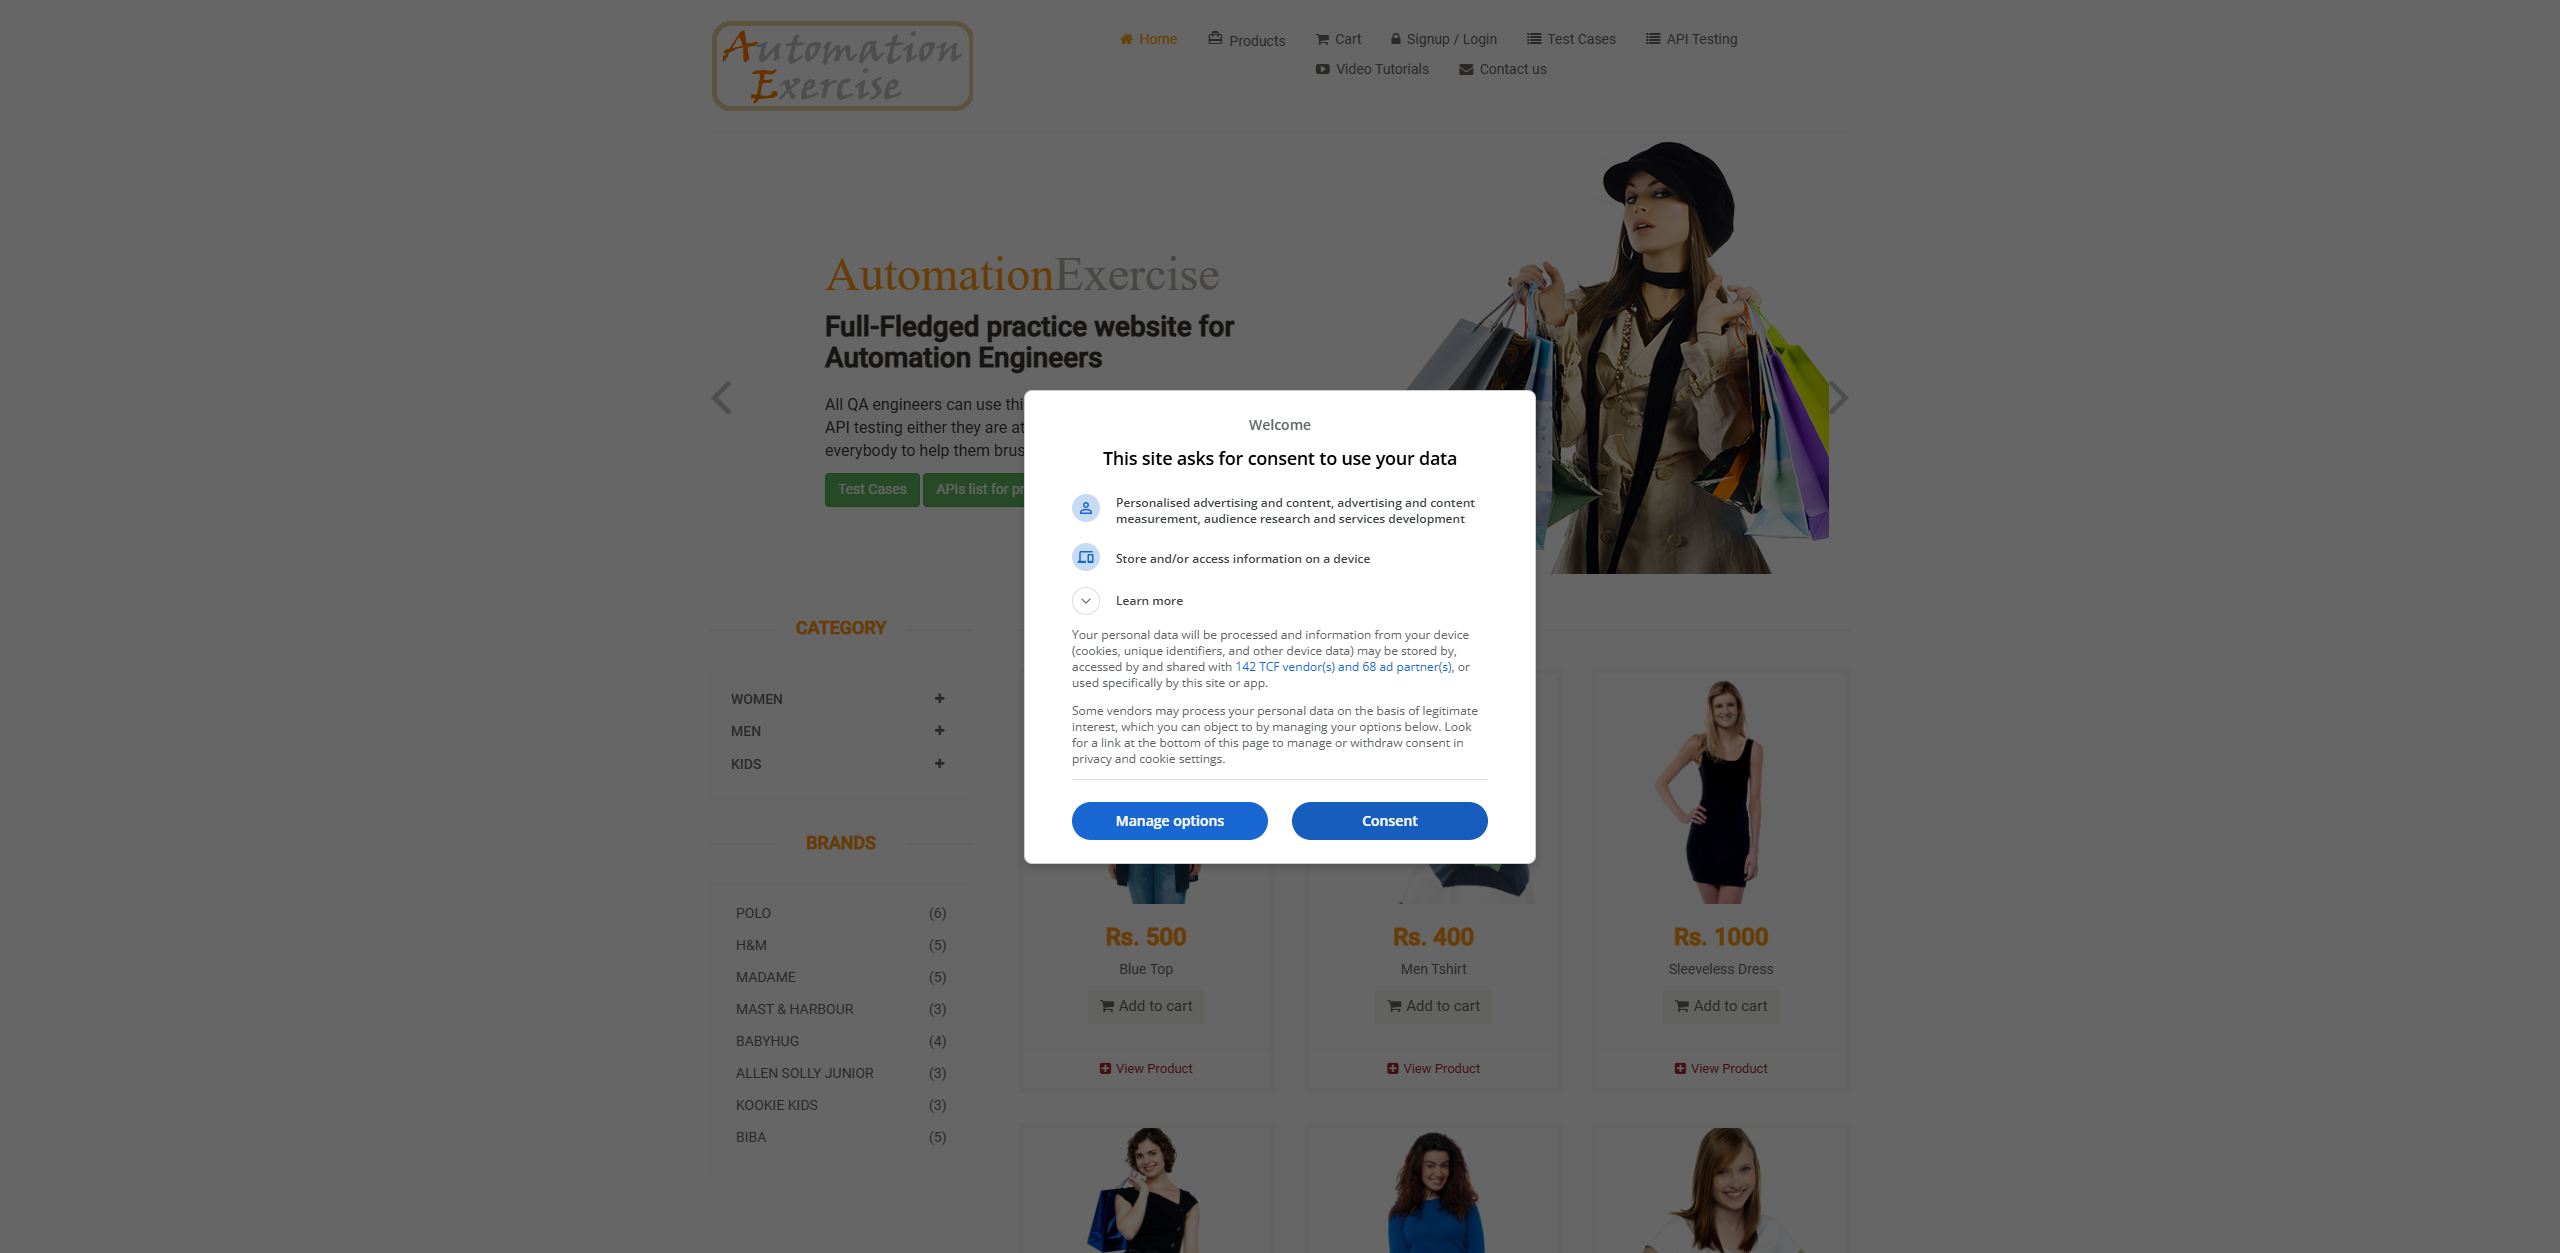 Automation
Exercise
Home
Products
Cart
Signup / Login
Test Cases
API Testing
Video Tutorials
Contact us
AutomationExercise
Full-Fledged practice website for
Automation Engineers
All QA engineers can use thi
API testing either they are at
everybody to help them brus
Test Cases
APIs list for pr
Welcome
This site asks for consent to use your data
Personalised advertising and content, advertising and content
measurement, audience research and services development
Store and/or access information on a device
Learn more
Your personal data will be processed and information from your device
(cookies, unique identifiers, and other device data) may be stored by,
accessed by and shared with 142 TCF vendor(s) and 68 ad partner(s), or
used specifically by this site or app.
Some vendors may process your personal data on the basis of legitimate
interest, which you can object to by managing your options below. Look
for a link at the bottom of this page to manage or withdraw consent in
privacy and cookie settings.
Manage options
Consent
CATEGORY
WOMEN
MEN
KIDS
BRANDS
POLO (6)
H&M (5)
MADAME (5)
MAST & HARBOUR (3)
BABYHUG (4)
ALLEN SOLLY JUNIOR (3)
KOOKIE KIDS (3)
BIBA (5)
Rs. 500
Blue Top
Add to cart
View Product
Rs. 400
Men Tshirt
Add to cart
View Product
Rs. 1000
Sleeveless Dress
Add to cart
View Product